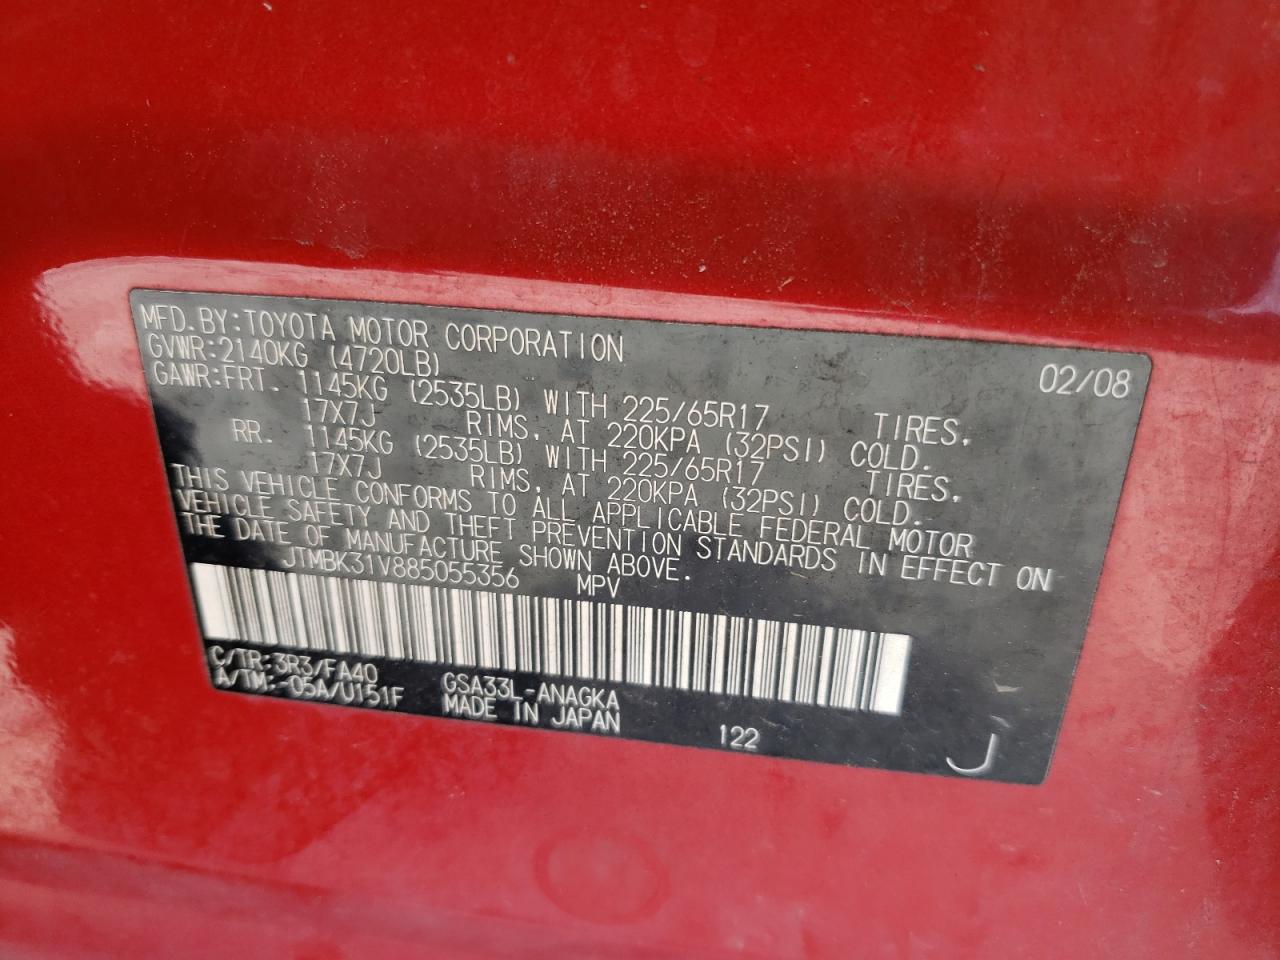 MFD.BY:TOYOTA MOTOR CORPORATION 02/08
GVWR:2140KG (4720LB)
GAWR:FRT. 1145KG (2535LB) WITH 225/65R17 TIRES,
17X7J RIMS, AT 220KPA (32PSI) COLD.
RR. 1145KG (2535LB) WITH 225/65R17 TIRES,
17X7J RIMS, AT 220KPA (32PSI) COLD.
THIS VEHICLE CONFORMS TO ALL APPLICABLE FEDERAL MOTOR
VEHICLE SAFETY AND THEFT PREVENTION STANDARDS IN EFFECT ON
THE DATE OF MANUFACTURE SHOWN ABOVE.
JTMBK31V885055356 MPV
C/TR:3R3/FA40 GSA33L-ANAGKA
A/TM:-05A/U151F MADE IN JAPAN 122 J